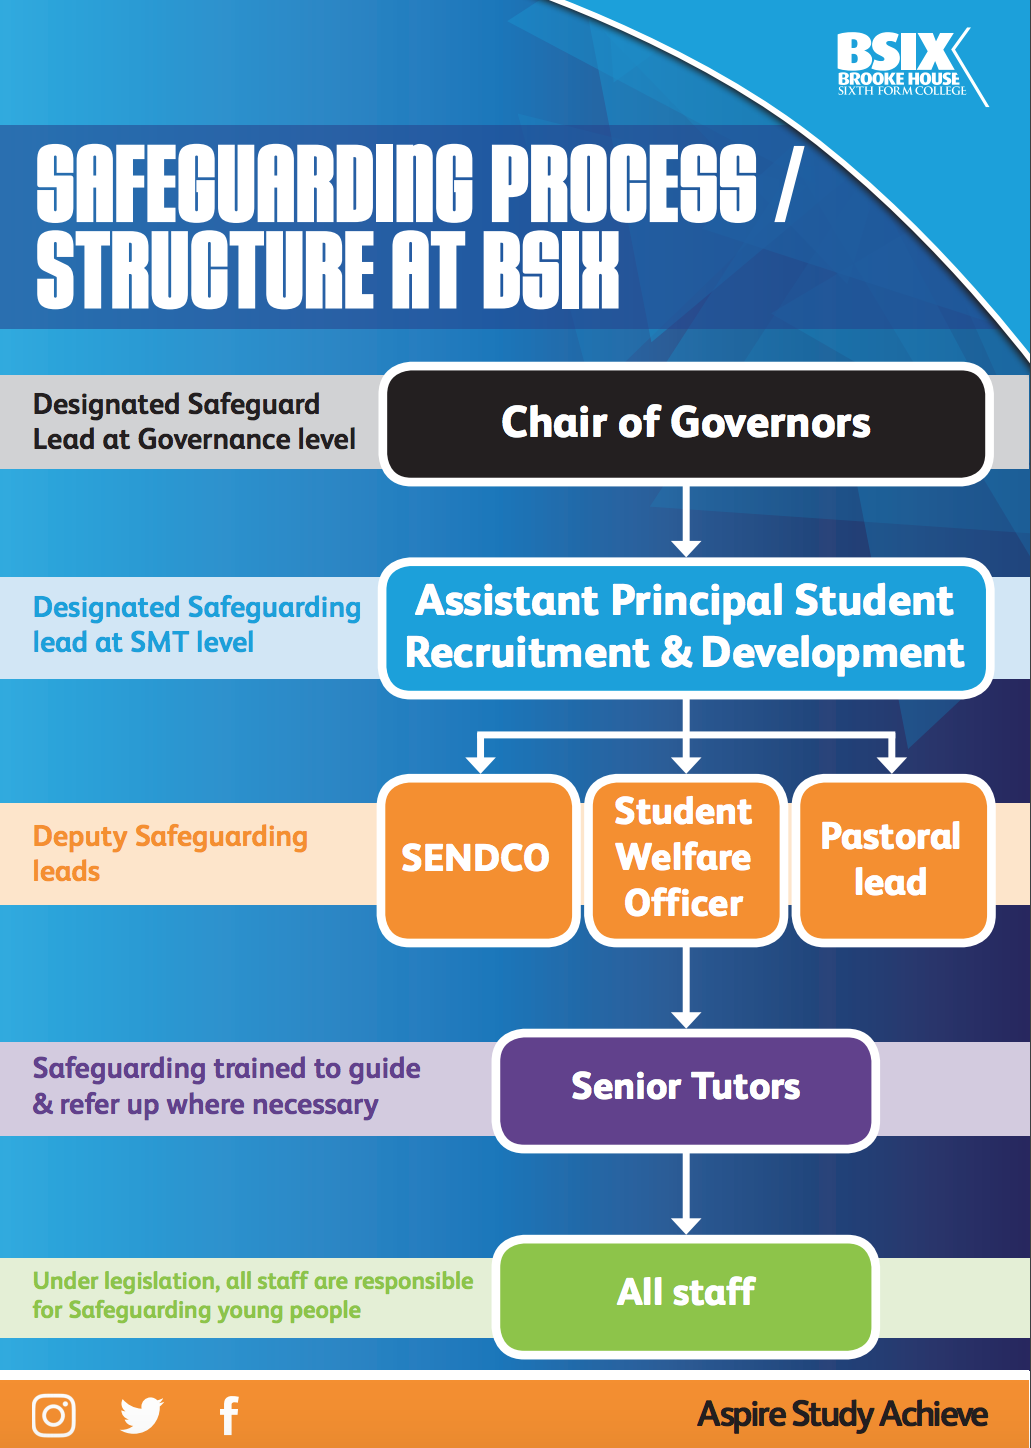 BSIX
BROOKE HOUSE
SIXTH FORM COLLEGE
SAFEGUARDING PROCESS /
STRUCTURE AT BSIX
Designated Safeguard
Lead at Governance level
Chair of Governors
Designated Safeguarding
lead at SMT level
Assistant Principal Student
Recruitment & Development
Deputy Safeguarding
leads
SENDCO
Student
Welfare
Officer
Pastoral
lead
Safeguarding trained to guide
& refer up where necessary
Senior Tutors
Under legislation, all staff are responsible
for Safeguarding young people
All staff
Aspire Study Achieve